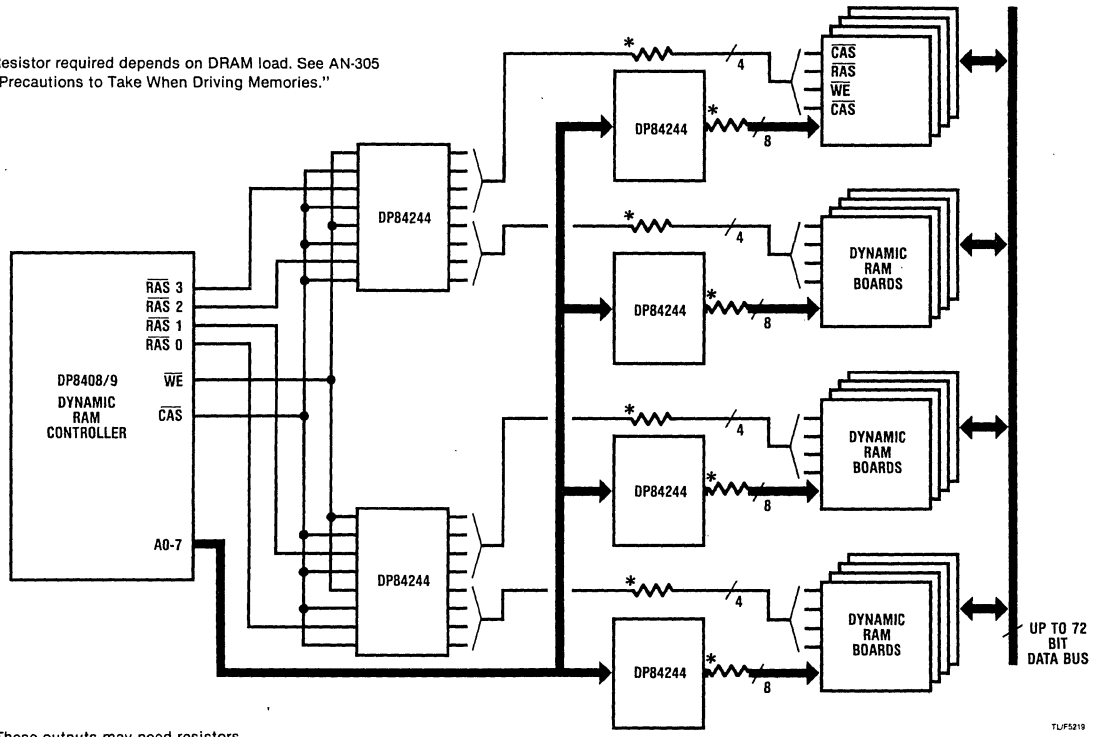 Resistor required depends on DRAM load. See AN-305
Precautions to Take When Driving Memories."
DP84244
DP84244
DP8408/9
DYNAMIC
RAM
CONTROLLER
RAS 3
RAS 2
RAS 1
RAS 0
WE
CAS
A0-7
*
4
DP84244
*
8
CAS
RAS
WE
CAS
*
4
DP84244
*
8
DYNAMIC
RAM
BOARDS
*
4
DP84244
*
8
DYNAMIC
RAM
BOARDS
*
4
DP84244
*
8
DYNAMIC
RAM
BOARDS
UP TO 72
BIT
DATA BUS
These outputs may need resistors
TL/F5219